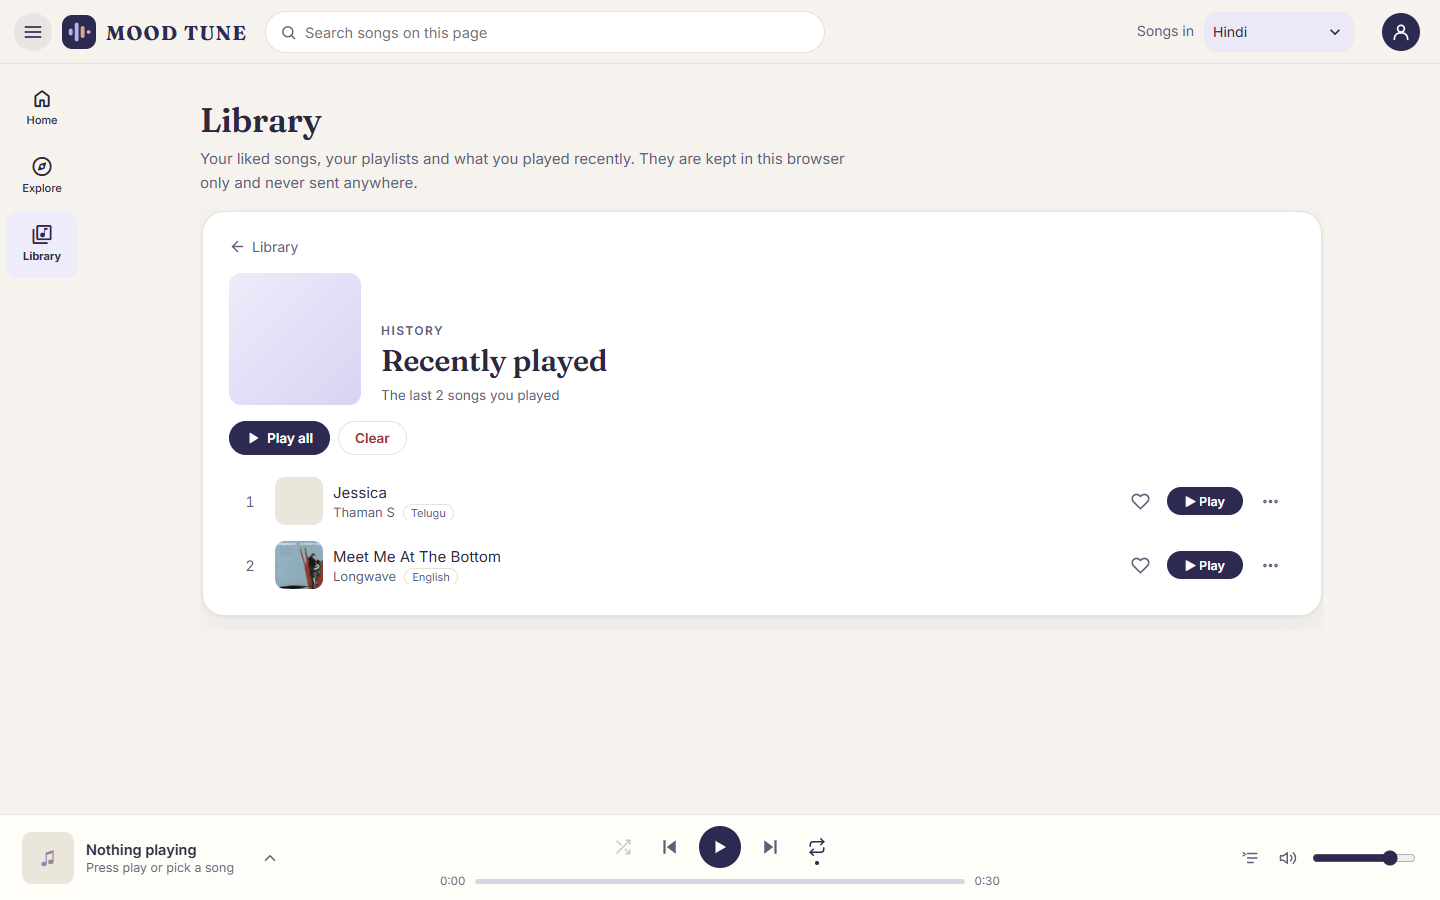 MOOD TUNE
Search songs on this page
Songs in
Hindi
Home
Explore
Library
Library
Your liked songs, your playlists and what you played recently. They are kept in this browser
only and never sent anywhere.
Library
HISTORY
Recently played
The last 2 songs you played
Play all
Clear
1
Jessica
Thaman S
Telugu
Play
2
Meet Me At The Bottom
Longwave
English
Play
Nothing playing
Press play or pick a song
0:00
0:30